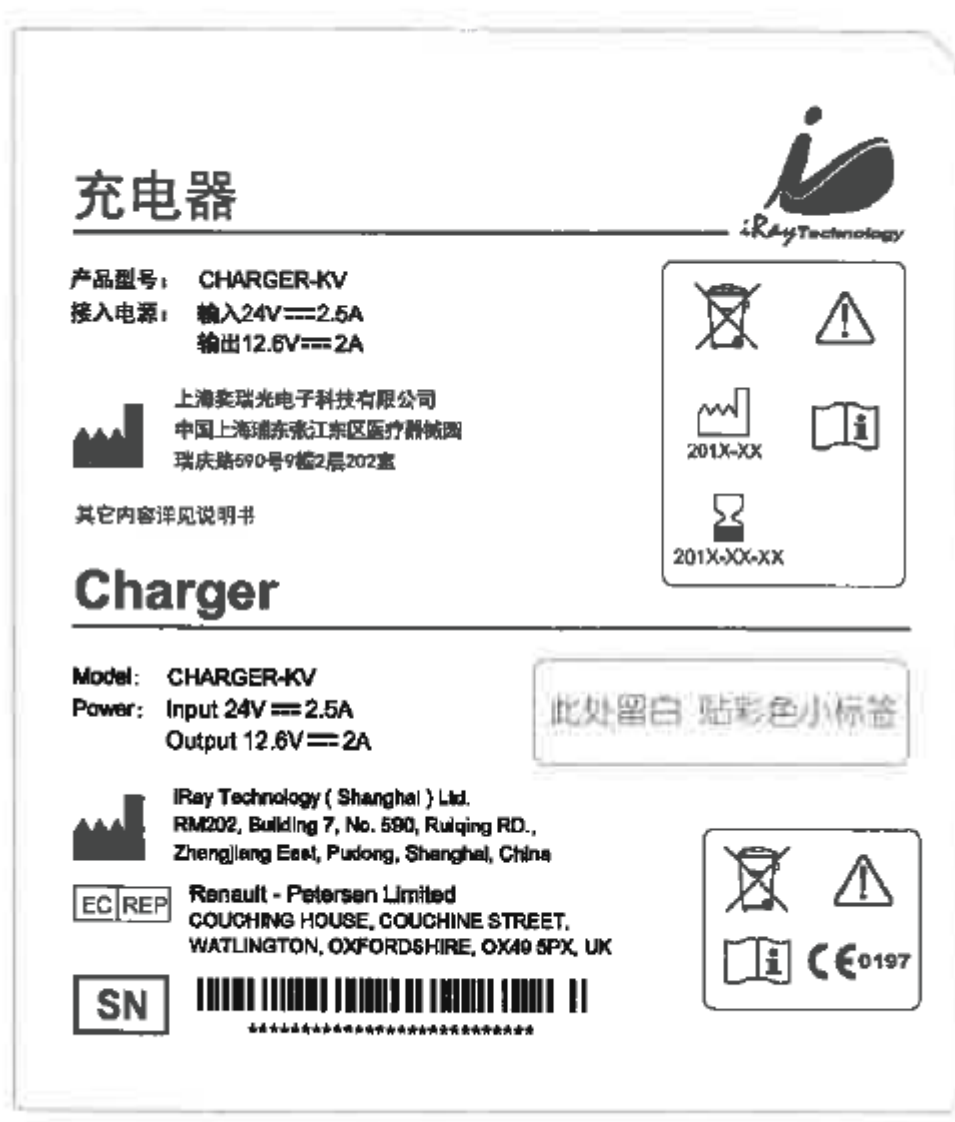 充电器
iRay Technology
产品型号： CHARGER-KV
接入电源： 输入24V⎓2.5A
输出12.6V⎓2A
上海奕瑞光电子科技有限公司
中国上海浦东张江东区医疗器械园
瑞庆路590号9幢2层202室
其它内容详见说明书
201X-XX
201X-XX-XX
Charger
Model: CHARGER-KV
Power: Input 24V⎓2.5A
Output 12.6V⎓2A
此处留白 贴彩色小标签
iRay Technology ( Shanghai ) Ltd.
RM202, Building 7, No. 590, Ruiqing RD.,
Zhengjiang East, Pudong, Shanghai, China
EC REP
Renault - Petersen Limited
COUCHING HOUSE, COUCHINE STREET,
WATLINGTON, OXFORDSHIRE, OX49 5PX, UK
CE0197
SN
***************************